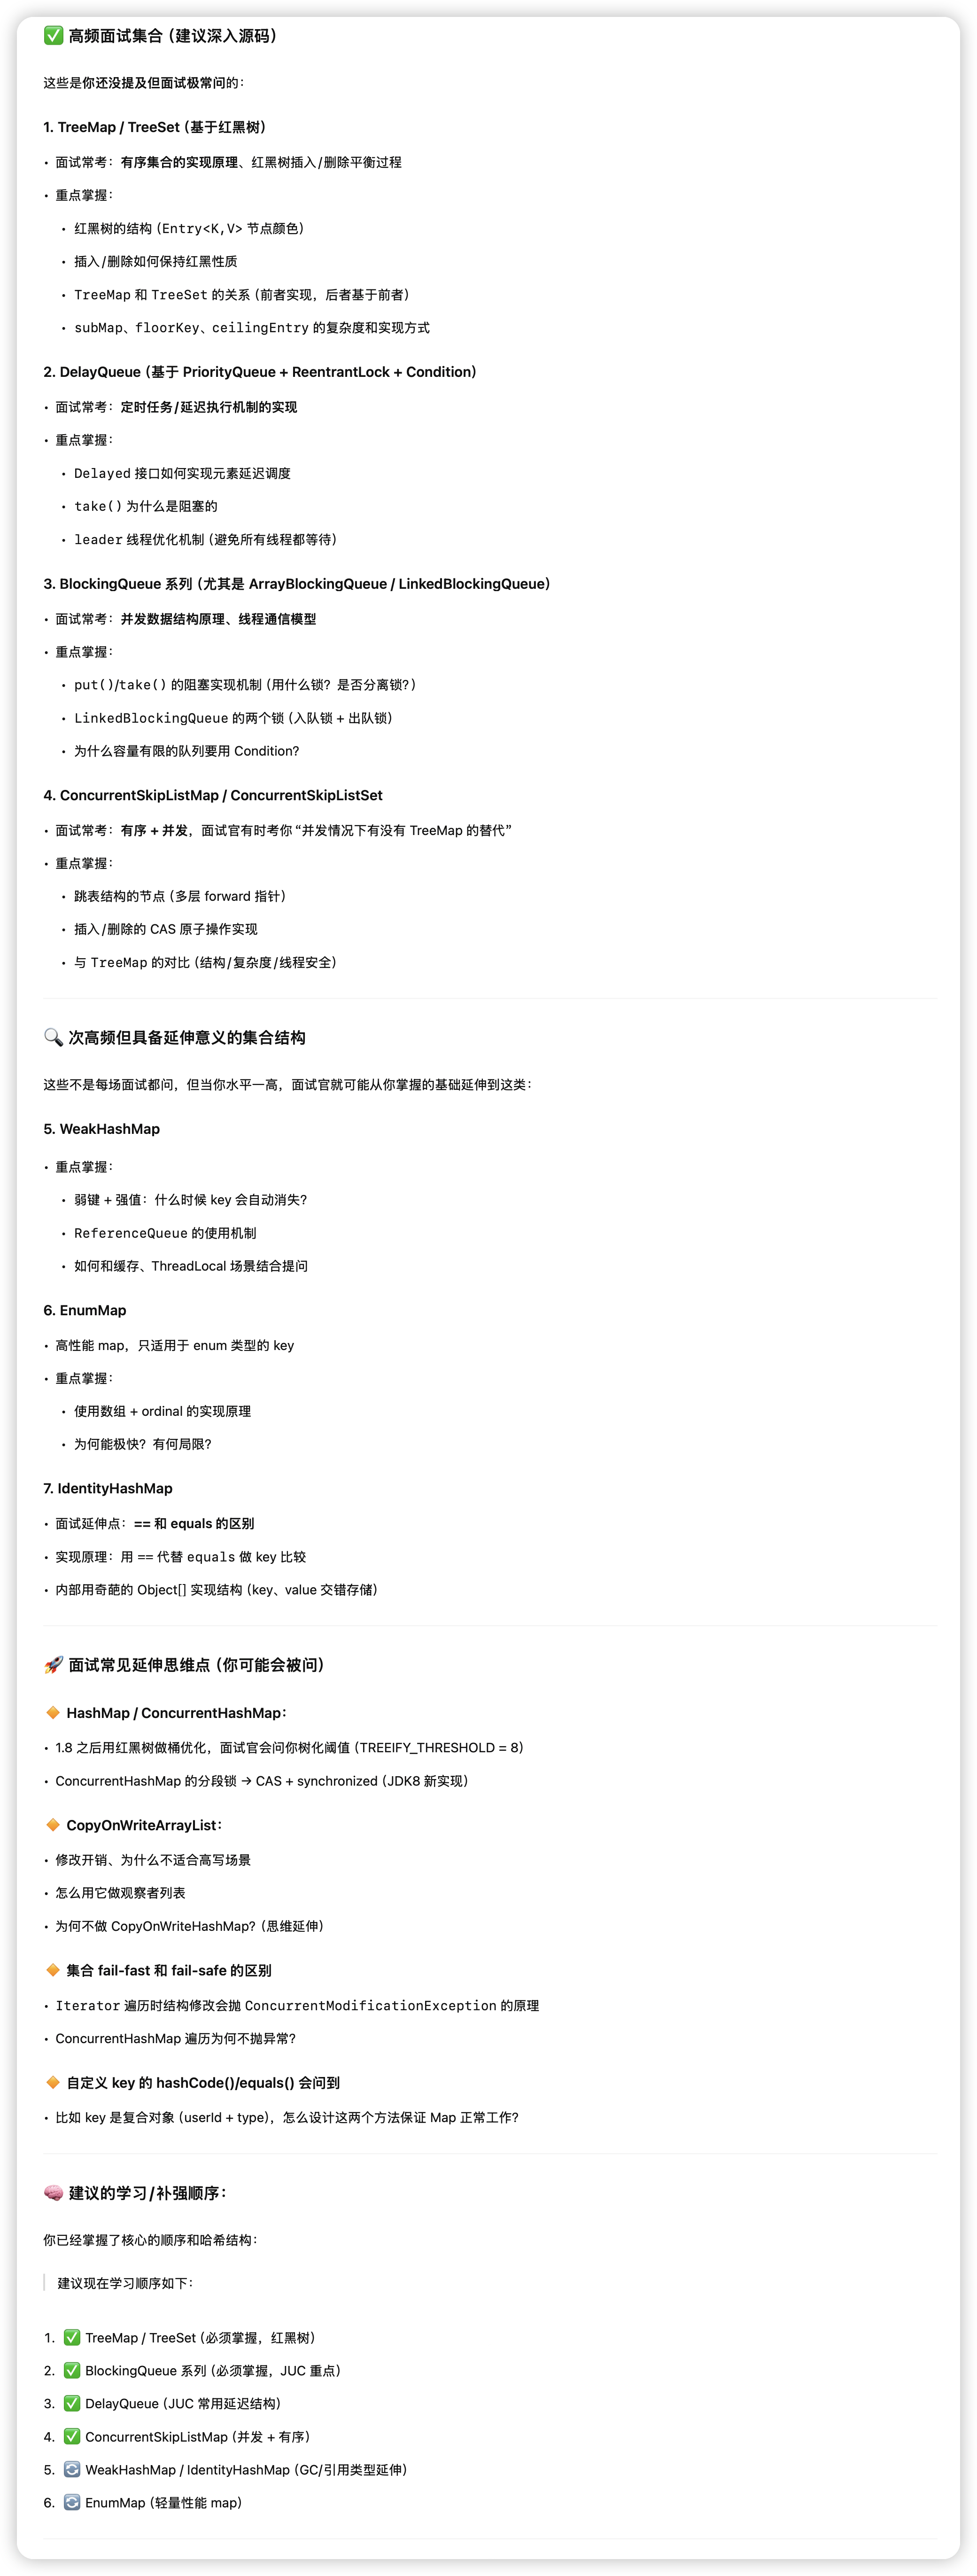 ✅ 高频面试集合（建议深入源码）
这些是你还没提及但面试极常问的：
1. TreeMap / TreeSet（基于红黑树）
• 面试常考：有序集合的实现原理、红黑树插入/删除平衡过程
• 重点掌握：
• 红黑树的结构（Entry<K,V> 节点颜色）
• 插入/删除如何保持红黑性质
• TreeMap 和 TreeSet 的关系（前者实现，后者基于前者）
• subMap、floorKey、ceilingEntry 的复杂度和实现方式
2. DelayQueue（基于 PriorityQueue + ReentrantLock + Condition）
• 面试常考：定时任务/延迟执行机制的实现
• 重点掌握：
• Delayed 接口如何实现元素延迟调度
• take() 为什么是阻塞的
• leader 线程优化机制（避免所有线程都等待）
3. BlockingQueue 系列（尤其是 ArrayBlockingQueue / LinkedBlockingQueue）
• 面试常考：并发数据结构原理、线程通信模型
• 重点掌握：
• put()/take() 的阻塞实现机制（用什么锁？是否分离锁？）
• LinkedBlockingQueue 的两个锁（入队锁 + 出队锁）
• 为什么容量有限的队列要用 Condition？
4. ConcurrentSkipListMap / ConcurrentSkipListSet
• 面试常考：有序 + 并发，面试官有时考你 “并发情况下有没有 TreeMap 的替代”
• 重点掌握：
• 跳表结构的节点（多层 forward 指针）
• 插入/删除的 CAS 原子操作实现
• 与 TreeMap 的对比（结构/复杂度/线程安全）
🔍 次高频但具备延伸意义的集合结构
这些不是每场面试都问，但当你水平一高，面试官就可能从你掌握的基础延伸到这类：
5. WeakHashMap
• 重点掌握：
• 弱键 + 强值：什么时候 key 会自动消失？
• ReferenceQueue 的使用机制
• 如何和缓存、ThreadLocal 场景结合提问
6. EnumMap
• 高性能 map，只适用于 enum 类型的 key
• 重点掌握：
• 使用数组 + ordinal 的实现原理
• 为何能极快？有何局限？
7. IdentityHashMap
• 面试延伸点：== 和 equals 的区别
• 实现原理：用 == 代替 equals 做 key 比较
• 内部用奇葩的 Object[] 实现结构（key、value 交错存储）
🚀 面试常见延伸思维点（你可能会被问）
🔸 HashMap / ConcurrentHashMap：
• 1.8 之后用红黑树做桶优化，面试官会问你树化阈值（TREEIFY_THRESHOLD = 8）
• ConcurrentHashMap 的分段锁 → CAS + synchronized（JDK8 新实现）
🔸 CopyOnWriteArrayList：
• 修改开销、为什么不适合高写场景
• 怎么用它做观察者列表
• 为何不做 CopyOnWriteHashMap?（思维延伸）
🔸 集合 fail-fast 和 fail-safe 的区别
• Iterator 遍历时结构修改会抛 ConcurrentModificationException 的原理
• ConcurrentHashMap 遍历为何不抛异常？
🔸 自定义 key 的 hashCode()/equals() 会问到
• 比如 key 是复合对象（userId + type），怎么设计这两个方法保证 Map 正常工作？
🧠 建议的学习/补强顺序：
你已经掌握了核心的顺序和哈希结构：
建议现在学习顺序如下：
1. ✅ TreeMap / TreeSet（必须掌握，红黑树）
2. ✅ BlockingQueue 系列（必须掌握，JUC 重点）
3. ✅ DelayQueue（JUC 常用延迟结构）
4. ✅ ConcurrentSkipListMap（并发 + 有序）
5. 🔄 WeakHashMap / IdentityHashMap（GC/引用类型延伸）
6. 🔄 EnumMap（轻量性能 map）